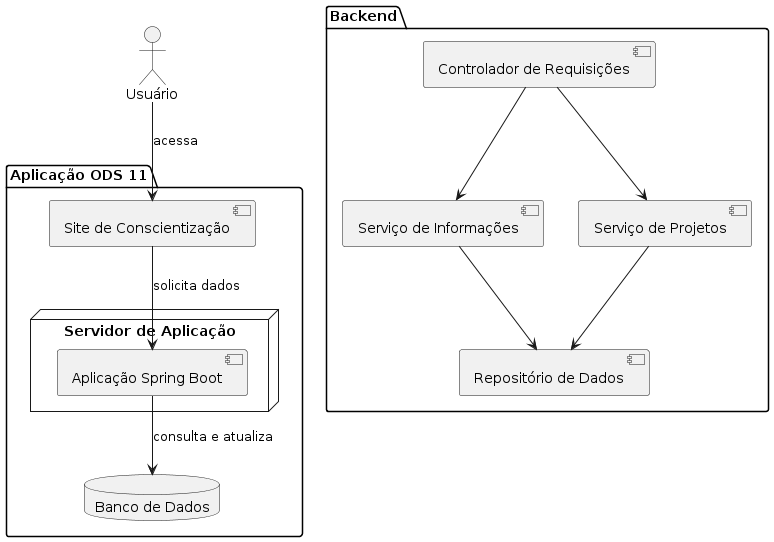 Usuário
acessa
Aplicação ODS 11
Site de Conscientização
solicita dados
Servidor de Aplicação
Aplicação Spring Boot
consulta e atualiza
Banco de Dados
Backend
Controlador de Requisições
Serviço de Informações
Serviço de Projetos
Repositório de Dados